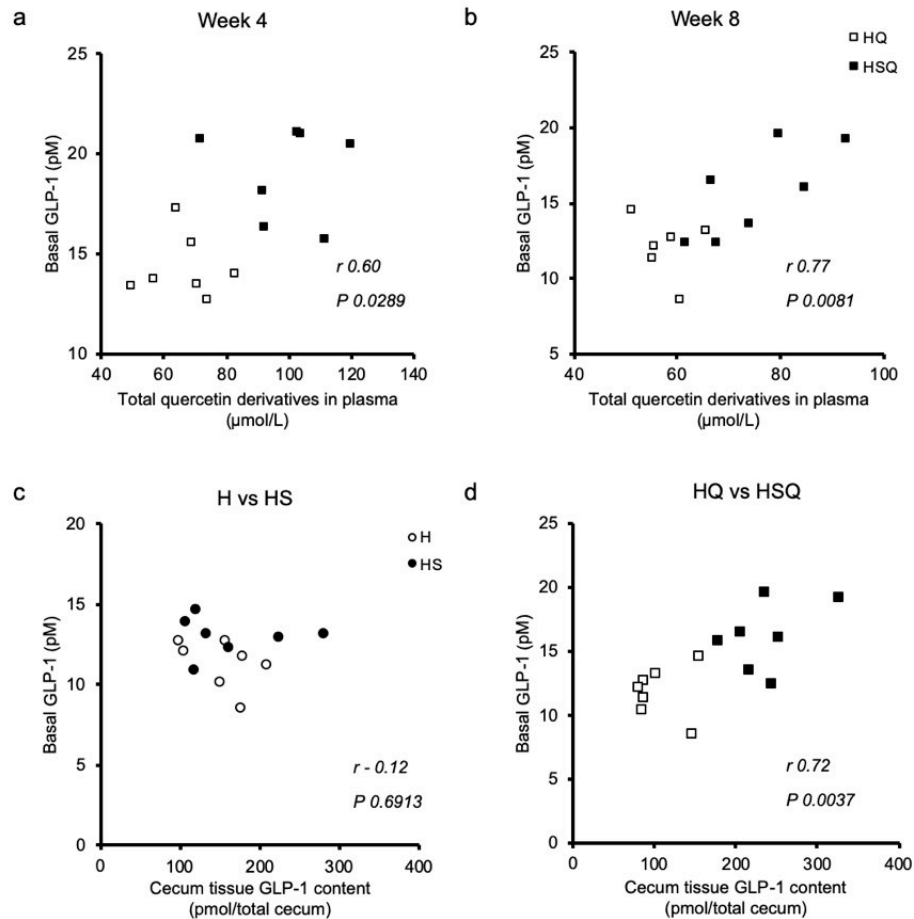 a
Week 4
25
20
15
10
Basal GLP-1 (pM)
r 0.60
P 0.0289
40 60 80 100 120 140
Total quercetin derivatives in plasma
(μmol/L)
b
Week 8
HQ
HSQ
25
20
15
10
5
Basal GLP-1 (pM)
r 0.77
P 0.0081
40 60 80 100
Total quercetin derivatives in plasma
(μmol/L)
c
H vs HS
H
HS
20
15
10
5
0
Basal GLP-1 (pM)
r - 0.12
P 0.6913
0 100 200 300 400
Cecum tissue GLP-1 content
(pmol/total cecum)
d
HQ vs HSQ
25
20
15
10
5
0
Basal GLP-1 (pM)
r 0.72
P 0.0037
0 100 200 300 400
Cecum tissue GLP-1 content
(pmol/total cecum)